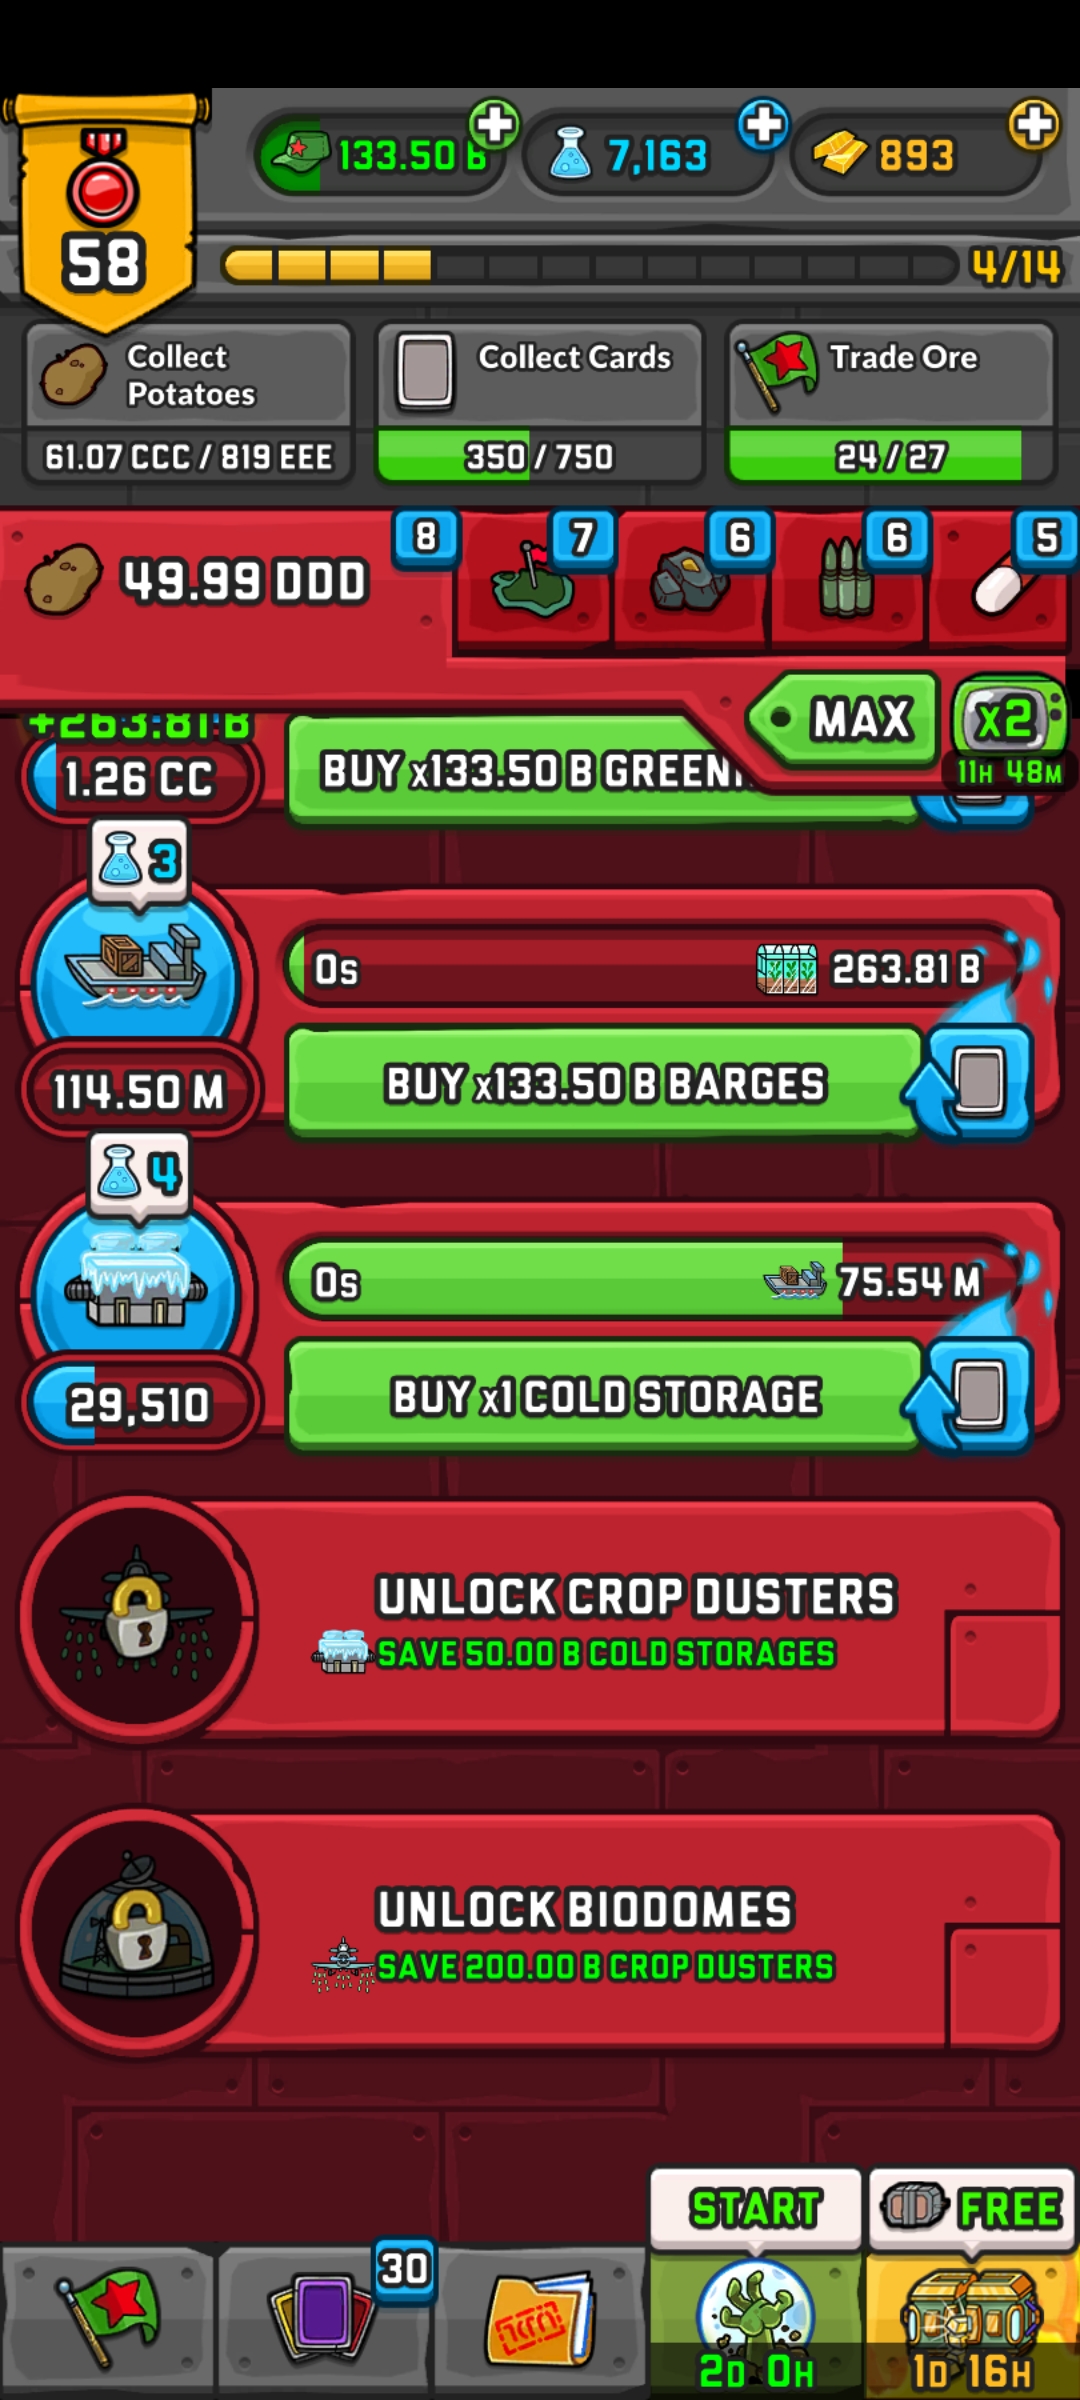 133.50 B
7,163
893
58
4/14
Collect
Potatoes
61.07 CCC / 819 EEE
Collect Cards
350 / 750
Trade Ore
24 / 27
49.99 DDD
8
7
6
6
5
MAX
x2
11H 48M
+263.81 B
1.26 CC
BUY x133.50 B
3
0s
263.81 B
114.50 M
BUY x133.50 B BARGES
4
0s
75.54 M
29,510
BUY x1 COLD STORAGE
UNLOCK CROP DUSTERS
SAVE 50.00 B COLD STORAGES
UNLOCK BIODOMES
SAVE 200.00 B CROP DUSTERS
START
FREE
30
2D 0H
1D 16H